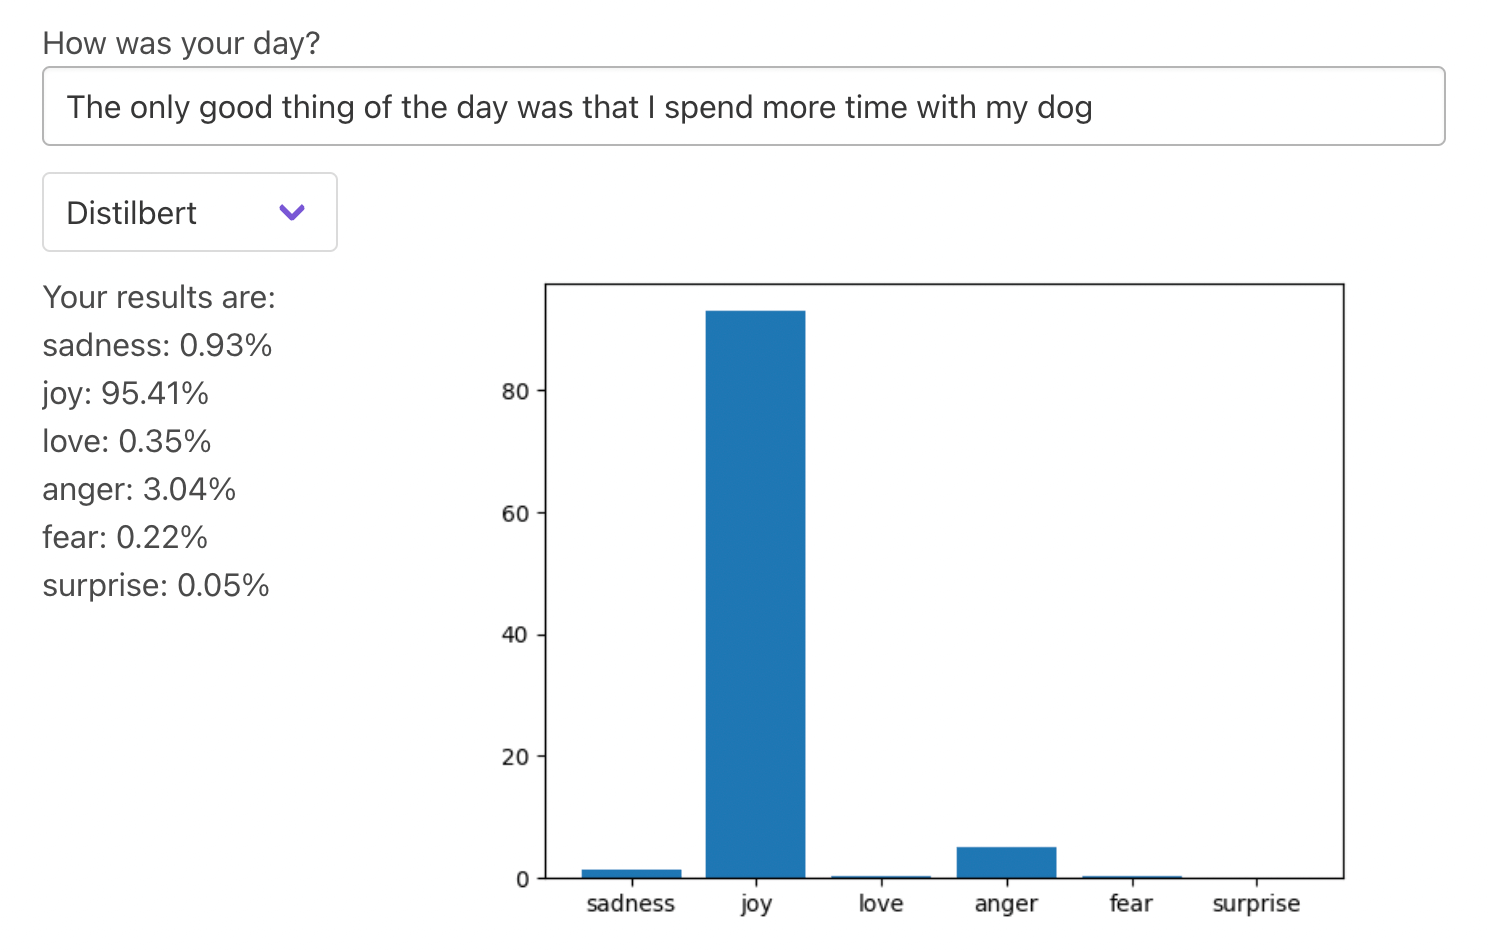 How was your day?
The only good thing of the day was that I spend more time with my dog
Distilbert
Your results are:
sadness: 0.93%
joy: 95.41%
love: 0.35%
anger: 3.04%
fear: 0.22%
surprise: 0.05%
80
60
40
20
0
sadness joy love anger fear surprise